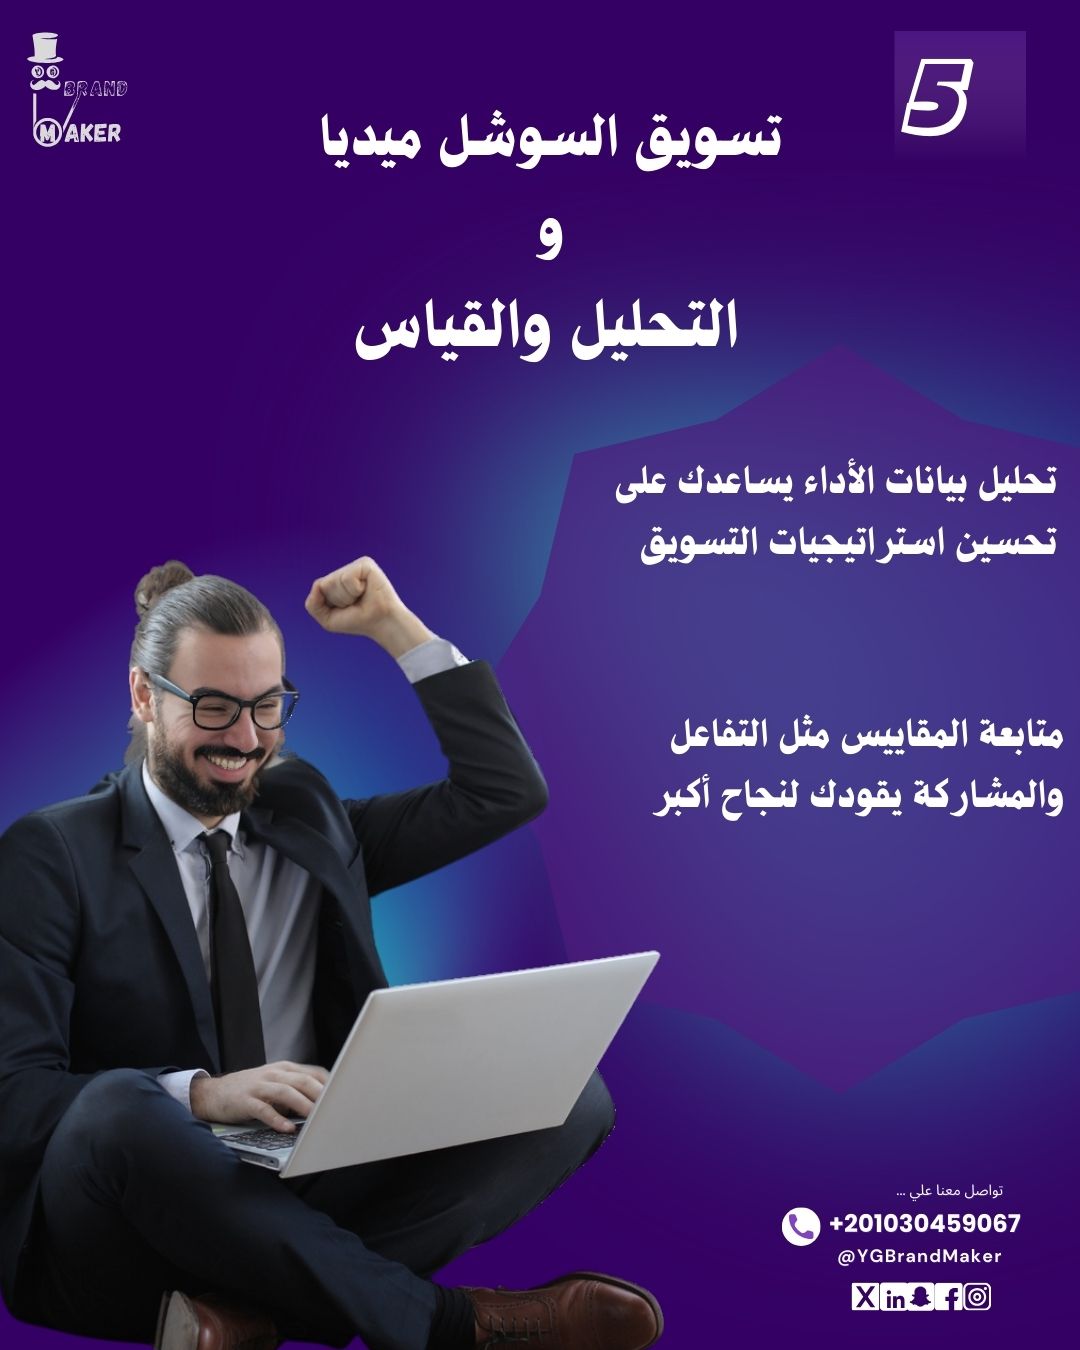 BRAND
MAKER
5
تسويق السوشل ميديا
و
التحليل والقياس
تحليل بيانات الأداء يساعدك على
تحسين استراتيجيات التسويق
متابعة المقاييس مثل التفاعل
والمشاركة يقودك لنجاح أكبر
تواصل معنا علي ...
+201030459067
@YGBrandMaker